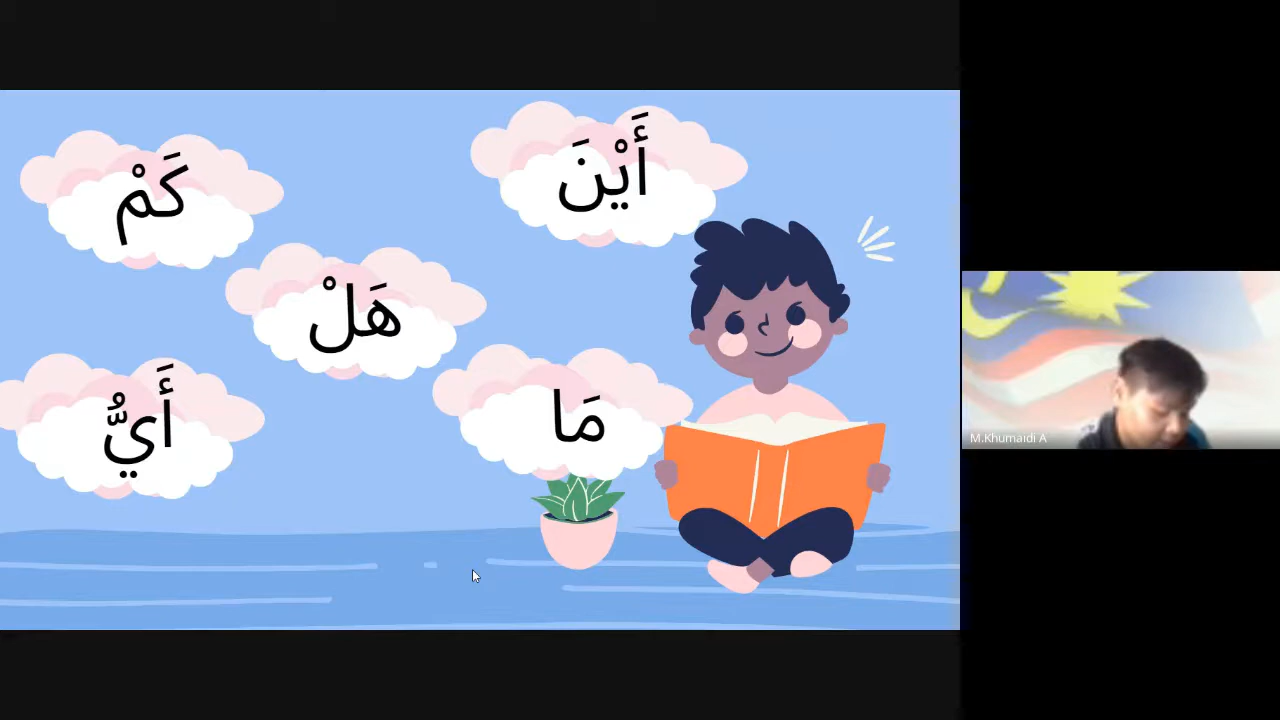 أَيْنَ
كَمْ
هَلْ
مَا
أَيُّ
M.Khumaidi A